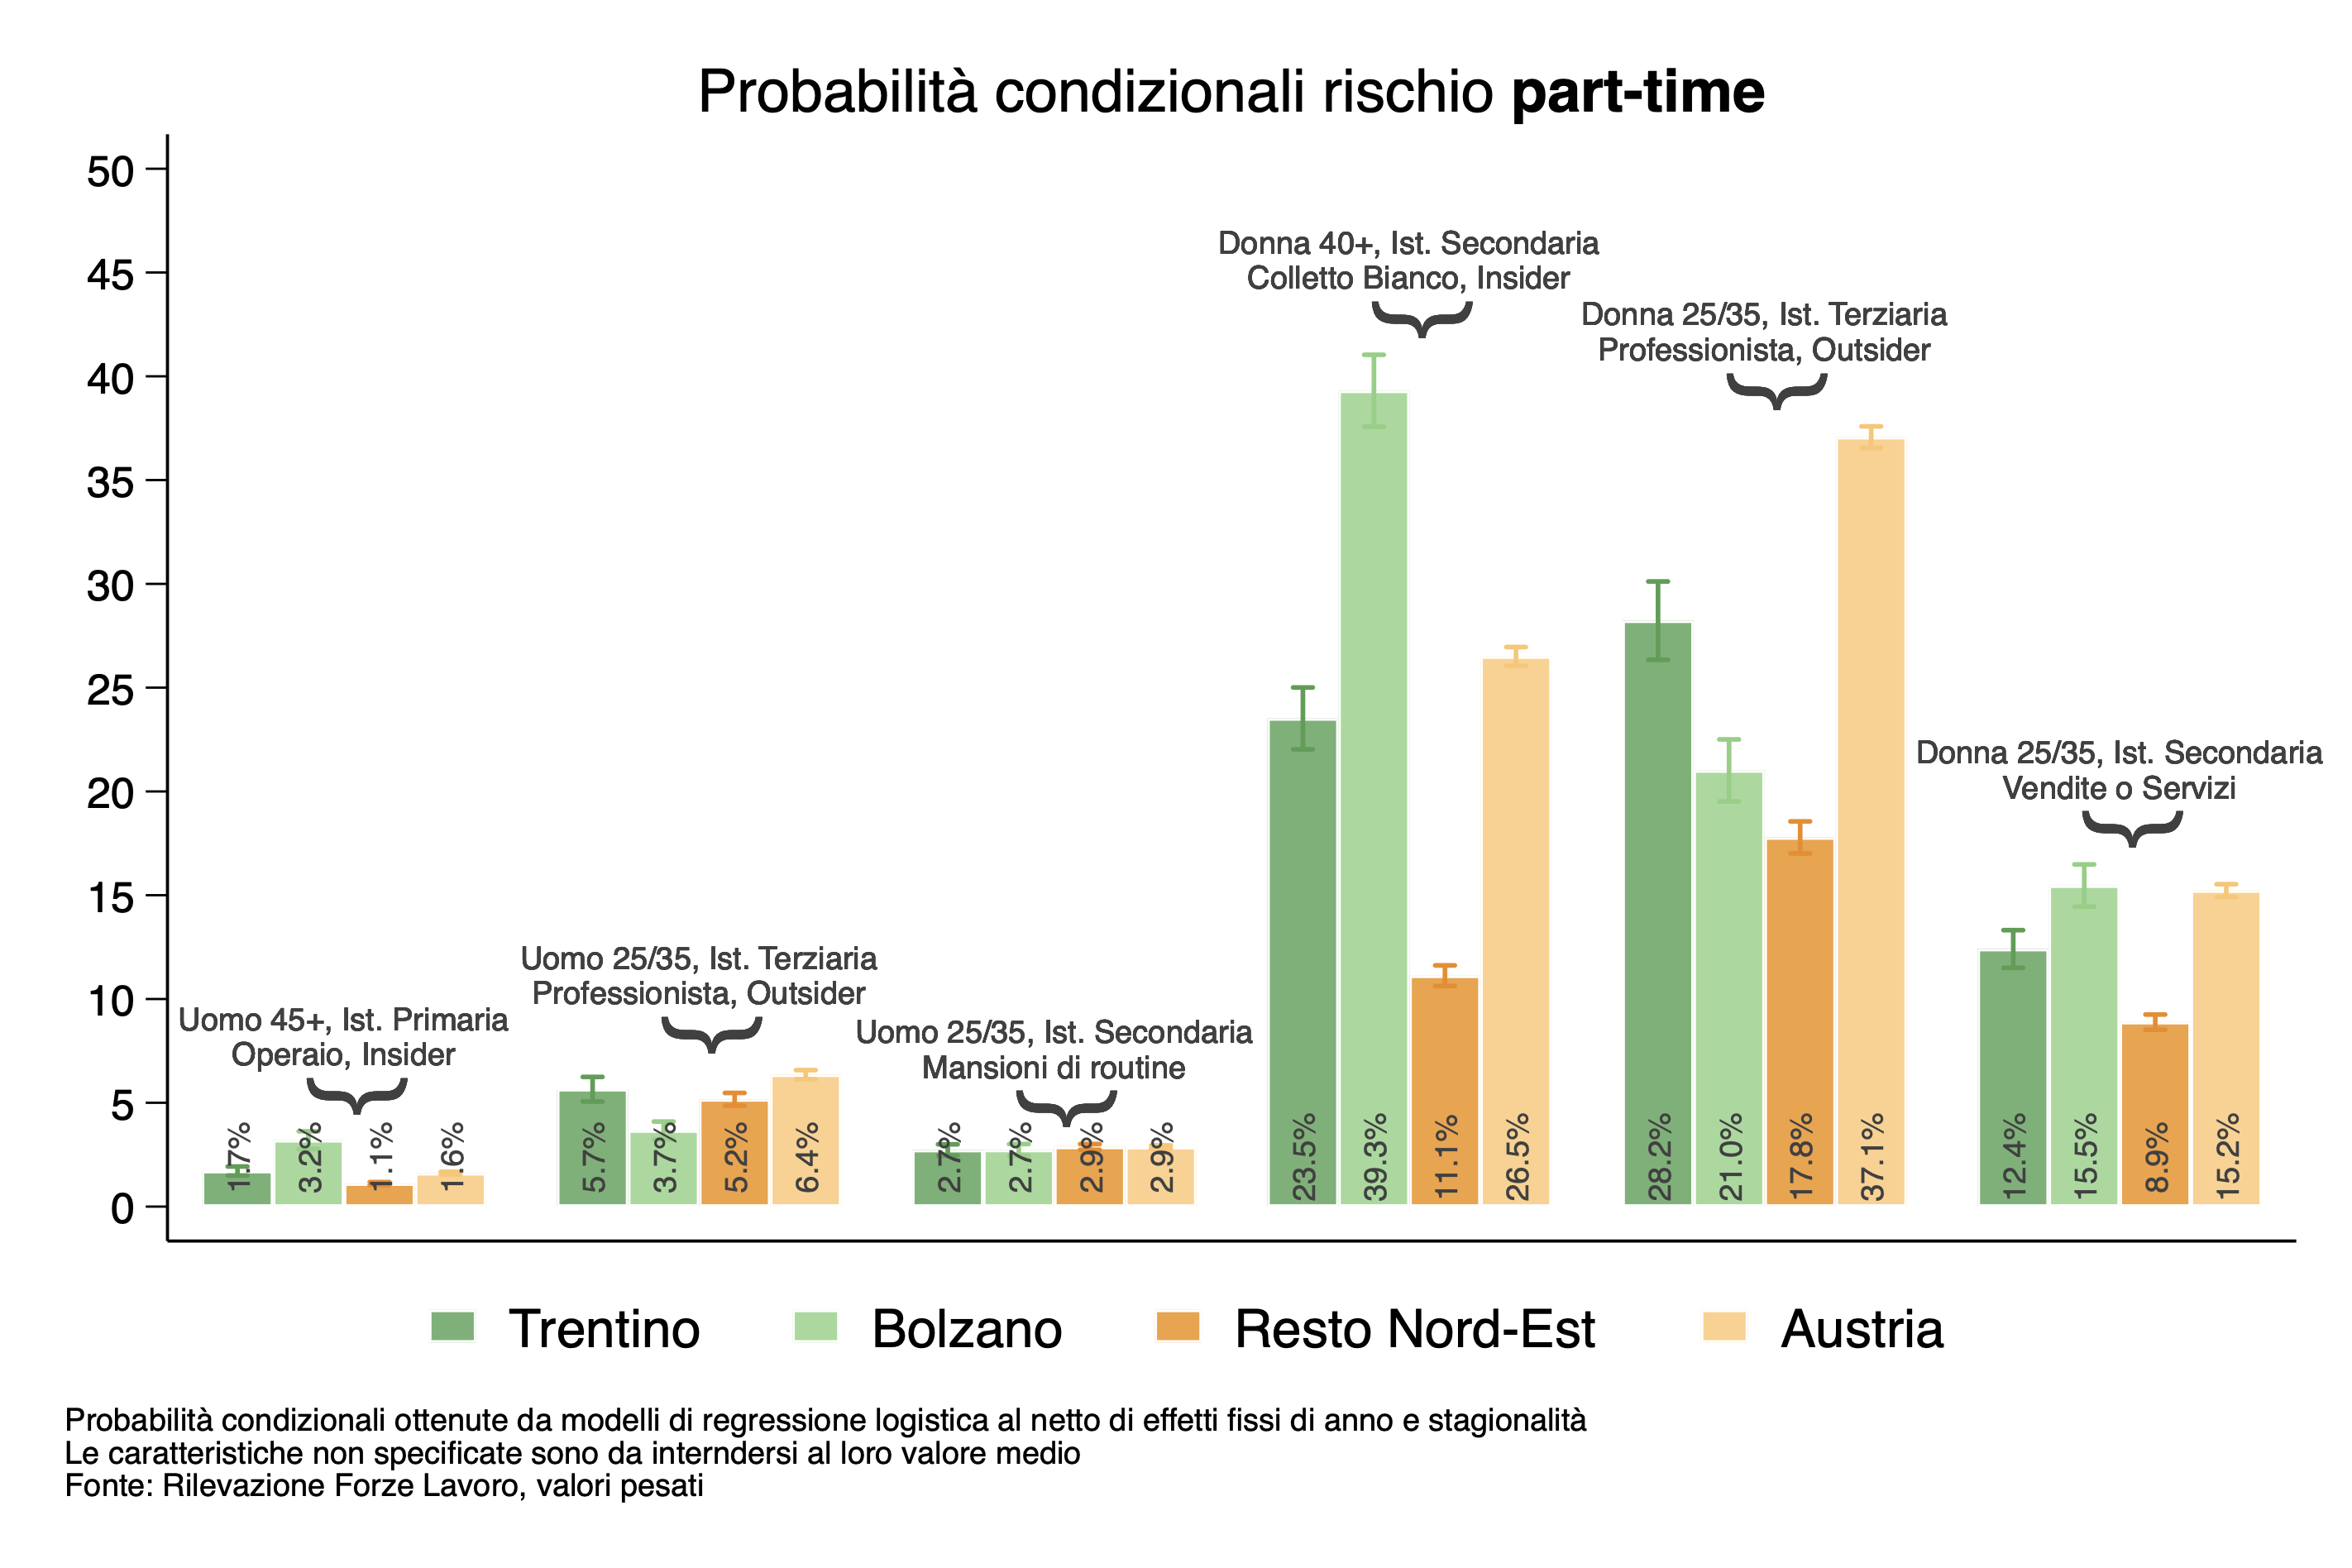 Probabilità condizionali rischio part-time
50
45
40
35
30
25
20
15
10
5
0
Uomo 45+, Ist. Primaria
Operaio, Insider
1.7%
3.2%
1.1%
1.6%
Uomo 25/35, Ist. Terziaria
Professionista, Outsider
5.7%
3.7%
5.2%
6.4%
Uomo 25/35, Ist. Secondaria
Mansioni di routine
2.7%
2.7%
2.9%
2.9%
Donna 40+, Ist. Secondaria
Colletto Bianco, Insider
23.5%
39.3%
11.1%
26.5%
Donna 25/35, Ist. Terziaria
Professionista, Outsider
28.2%
21.0%
17.8%
37.1%
Donna 25/35, Ist. Secondaria
Vendite o Servizi
12.4%
15.5%
8.9%
15.2%
Trentino Bolzano Resto Nord-Est Austria
Probabilità condizionali ottenute da modelli di regressione logistica al netto di effetti fissi di anno e stagionalità
Le caratteristiche non specificate sono da interndersi al loro valore medio
Fonte: Rilevazione Forze Lavoro, valori pesati